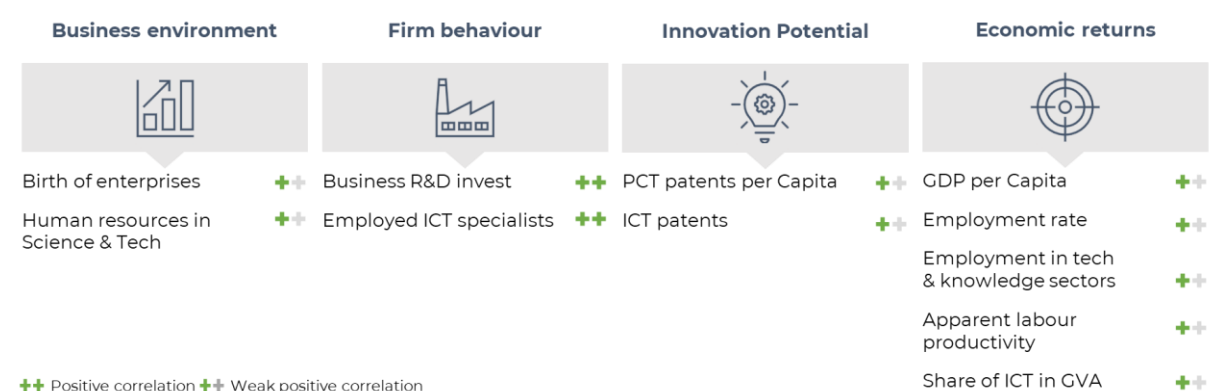 Business environment
Firm behaviour
Innovation Potential
Economic returns
Birth of enterprises
Human resources in
Science & Tech
Business R&D invest
Employed ICT specialists
PCT patents per Capita
ICT patents
GDP per Capita
Employment rate
Employment in tech
& knowledge sectors
Apparent labour
productivity
Share of ICT in GVA
++ Positive correlation ++ Weak positive correlation